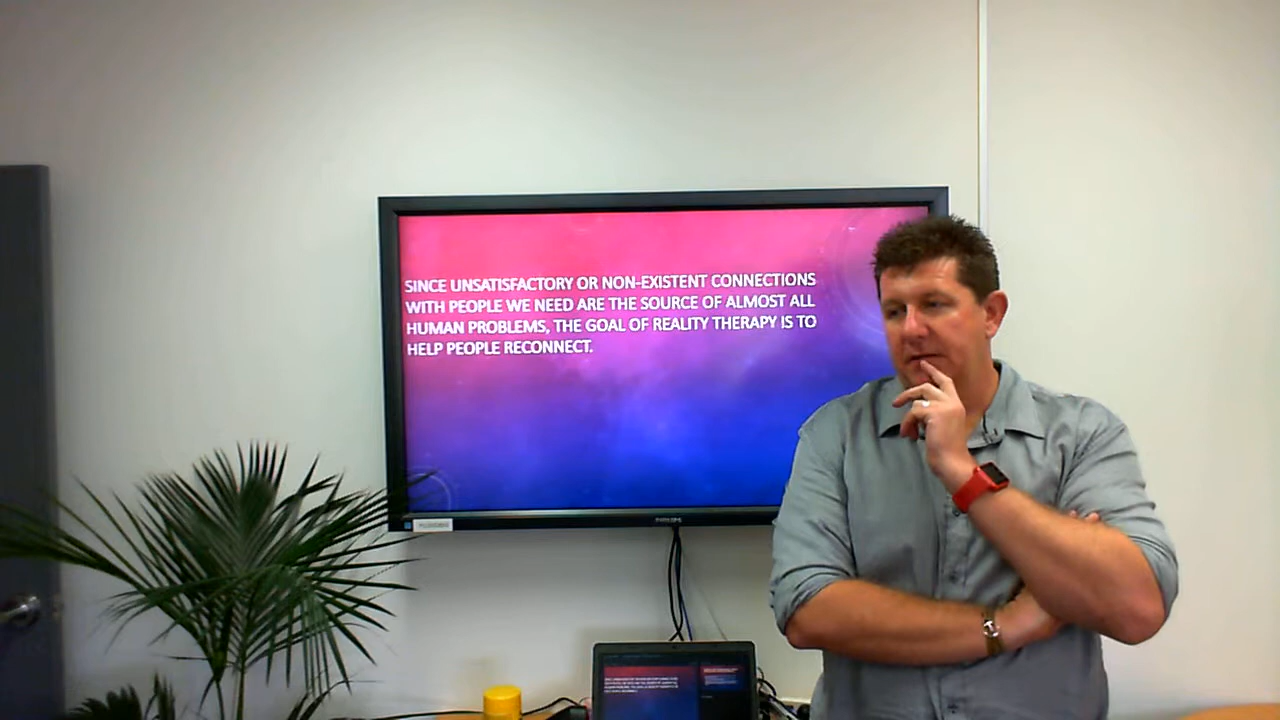 SINCE UNSATISFACTORY OR NON-EXISTENT CONNECTIONS
WITH PEOPLE WE NEED ARE THE SOURCE OF ALMOST ALL
HUMAN PROBLEMS, THE GOAL OF REALITY THERAPY IS TO
HELP PEOPLE RECONNECT.
PHILIPS